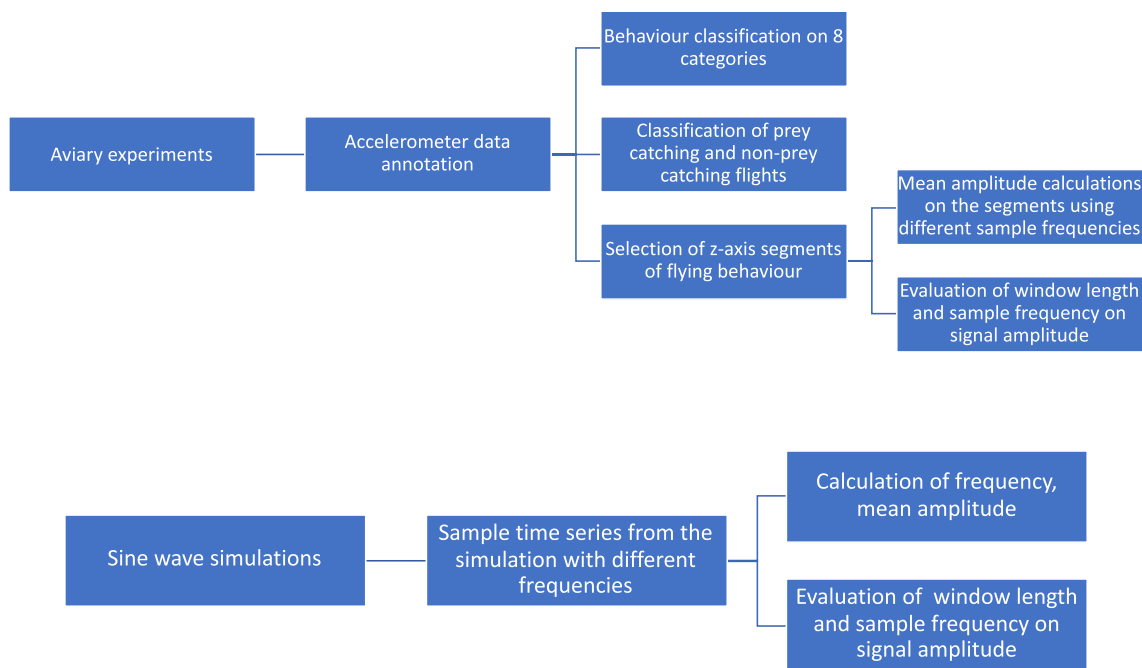 Behaviour classification on 8
categories
Aviary experiments
Accelerometer data
annotation
Classification of prey
catching and non-prey
catching flights
Selection of z-axis segments
of flying behaviour
Mean amplitude calculations
on the segments using
different sample frequencies
Evaluation of window length
and sample frequency on
signal amplitude
Sine wave simulations
Sample time series from the
simulation with different
frequencies
Calculation of frequency,
mean amplitude
Evaluation of window length
and sample frequency on
signal amplitude